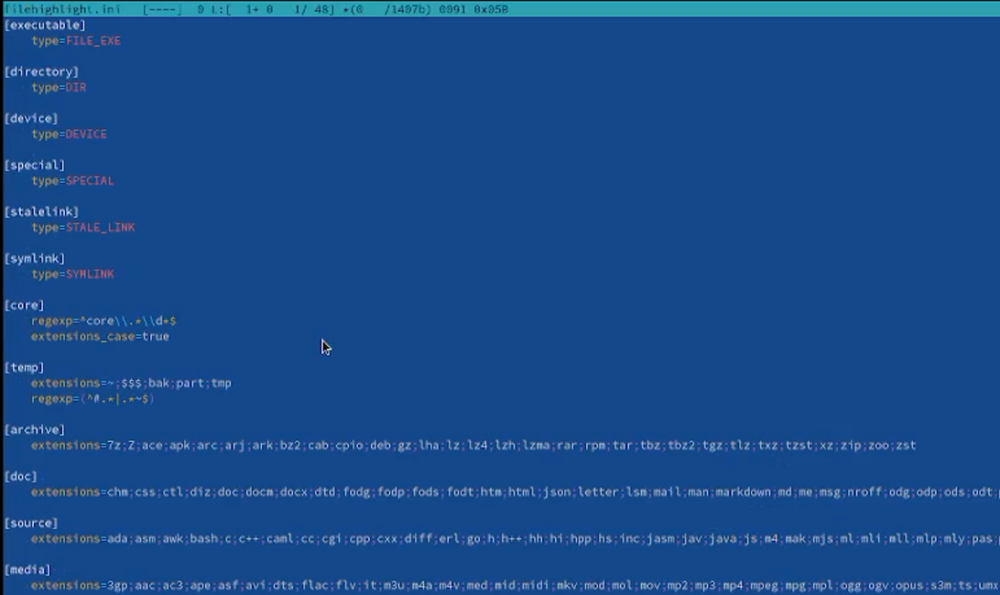 filehighlight.ini   [----]  0 L:[  1+ 0   1/ 48] *(0   /1407b) 0091 0x05B
[executable]
    type=FILE_EXE
[directory]
    type=DIR
[device]
    type=DEVICE
[special]
    type=SPECIAL
[stalelink]
    type=STALE_LINK
[symlink]
    type=SYMLINK
[core]
    regexp=^core\\.*\\d*$
    extensions_case=true
[temp]
    extensions=~;$$$;bak;part;tmp
    regexp=(^#.*|.*~$)
[archive]
    extensions=7z;Z;ace;apk;arc;arj;ark;bz2;cab;cpio;deb;gz;lha;lz;lz4;lzh;lzma;rar;rpm;tar;tbz;tbz2;tgz;tlz;txz;tzst;xz;zip;zoo;zst
[doc]
    extensions=chm;css;ctl;diz;doc;docm;docx;dtd;fodg;fodp;fods;fodt;htm;html;json;letter;lsm;mail;man;markdown;md;me;msg;nroff;odg;odp;ods;odt;
[source]
    extensions=ada;asm;awk;bash;c;c++;caml;cc;cgi;cpp;cxx;diff;erl;go;h;h++;hh;hi;hpp;hs;inc;jasm;jav;java;js;m4;mak;mjs;ml;mli;mll;mlp;mly;pas;
[media]
    extensions=3gp;aac;ac3;ape;asf;avi;dts;flac;flv;it;m3u;m4a;m4v;med;mid;midi;mkv;mod;mol;mov;mp2;mp3;mp4;mpeg;mpg;mpl;ogg;ogv;opus;s3m;ts;umx